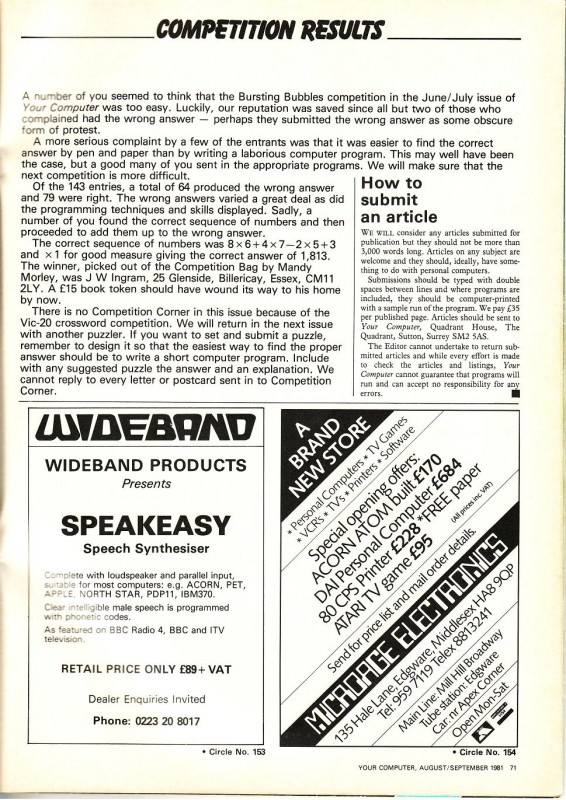 COMPETITION RESULTS
A number of you seemed to think that the Bursting Bubbles competition in the June/July issue of
Your Computer was too easy. Luckily, our reputation was saved since all but two of those who
complained had the wrong answer — perhaps they submitted the wrong answer as some obscure
form of protest.
A more serious complaint by a few of the entrants was that it was easier to find the correct
answer by pen and paper than by writing a laborious computer program. This may well have been
the case, but a good many of you sent in the appropriate programs. We will make sure that the
next competition is more difficult.
Of the 143 entries, a total of 64 produced the wrong answer
and 79 were right. The wrong answers varied a great deal as did
the programming techniques and skills displayed. Sadly, a
number of you found the correct sequence of numbers and then
proceeded to add them up to the wrong answer.
The correct sequence of numbers was 8×6+4×7−2×5+3
and ×1 for good measure giving the correct answer of 1,813.
The winner, picked out of the Competition Bag by Mandy
Morley, was J W Ingram, 25 Glenside, Billericay, Essex, CM11
2LY. A £15 book token should have wound its way to his home
by now.
There is no Competition Corner in this issue because of the
Vic-20 crossword competition. We will return in the next issue
with another puzzler. If you want to set and submit a puzzle,
remember to design it so that the easiest way to find the proper
answer should be to write a short computer program. Include
with any suggested puzzle the answer and an explanation. We
cannot reply to every letter or postcard sent in to Competition
Corner.
How to
submit
an article
WE WILL consider any articles submitted for
publication but they should not be more than
3,000 words long. Articles on any subject are
welcome and they should, ideally, have some-
thing to do with personal computers.
Submissions should be typed with double
spaces between lines and where programs are
included, they should be computer-printed
with a sample run of the program. We pay £35
per published page. Articles should be sent to
Your Computer, Quadrant House, The
Quadrant, Sutton, Surrey SM2 5AS.
The Editor cannot undertake to return sub-
mitted articles and while every effort is made
to check the articles and listings, Your
Computer cannot guarantee that programs will
run and can accept no responsibility for any
errors.
WIDEBAND
WIDEBAND PRODUCTS
Presents
SPEAKEASY
Speech Synthesiser
Complete with loudspeaker and parallel input,
suitable for most computers: e.g. ACORN, PET,
APPLE, NORTH STAR, PDP11, IBM370.
Clear intelligible male speech is programmed
with phonetic codes.
As featured on BBC Radio 4, BBC and ITV
television.
RETAIL PRICE ONLY £89+ VAT
Dealer Enquiries Invited
Phone: 0223 20 8017
• Circle No. 153
A
BRAND
NEW STORE
* Personal Computers * TV Games
* VCRs * TVs * Printers * Software
Special opening offers:
ACORN ATOM built £170
DAI Personal Computer £684
80 CPS Printer £228 *FREE paper
ATARI TV game £95
(All prices inc VAT)
Send for price list and mail order details.
MICROAGE ELECTRONICS
135 Hale Lane, Edgware, Middlesex HA8 9QP
Tel: 959 7119 Telex 8813241
Main Line: Mill Hill Broadway
Tube station: Edgware
Car: nr Apex Corner
Open Mon-Sat
• Circle No. 154
YOUR COMPUTER, AUGUST/SEPTEMBER 1981 71